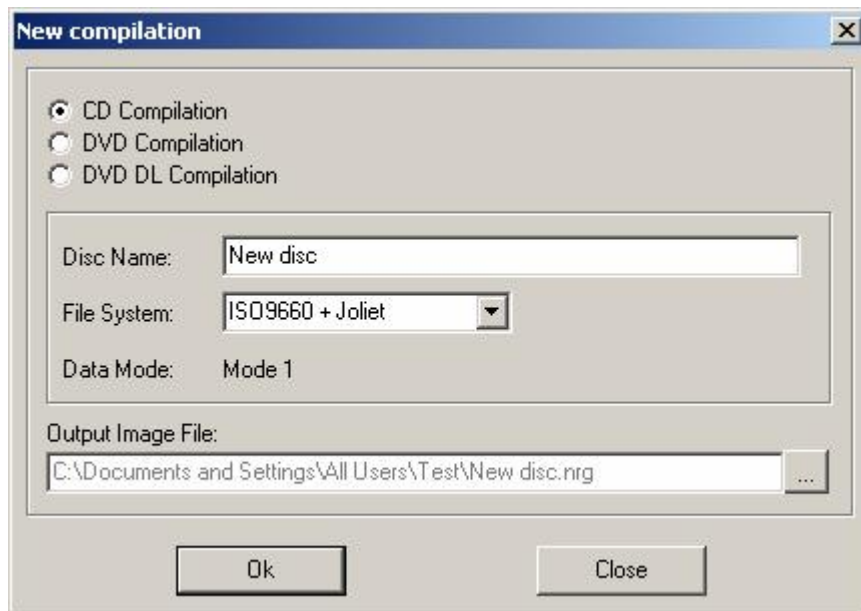 New compilation
CD Compilation
DVD Compilation
DVD DL Compilation
Disc Name: New disc
File System: ISO9660 + Joliet
Data Mode: Mode 1
Output Image File:
C:\Documents and Settings\All Users\Test\New disc.nrg ...
Ok Close